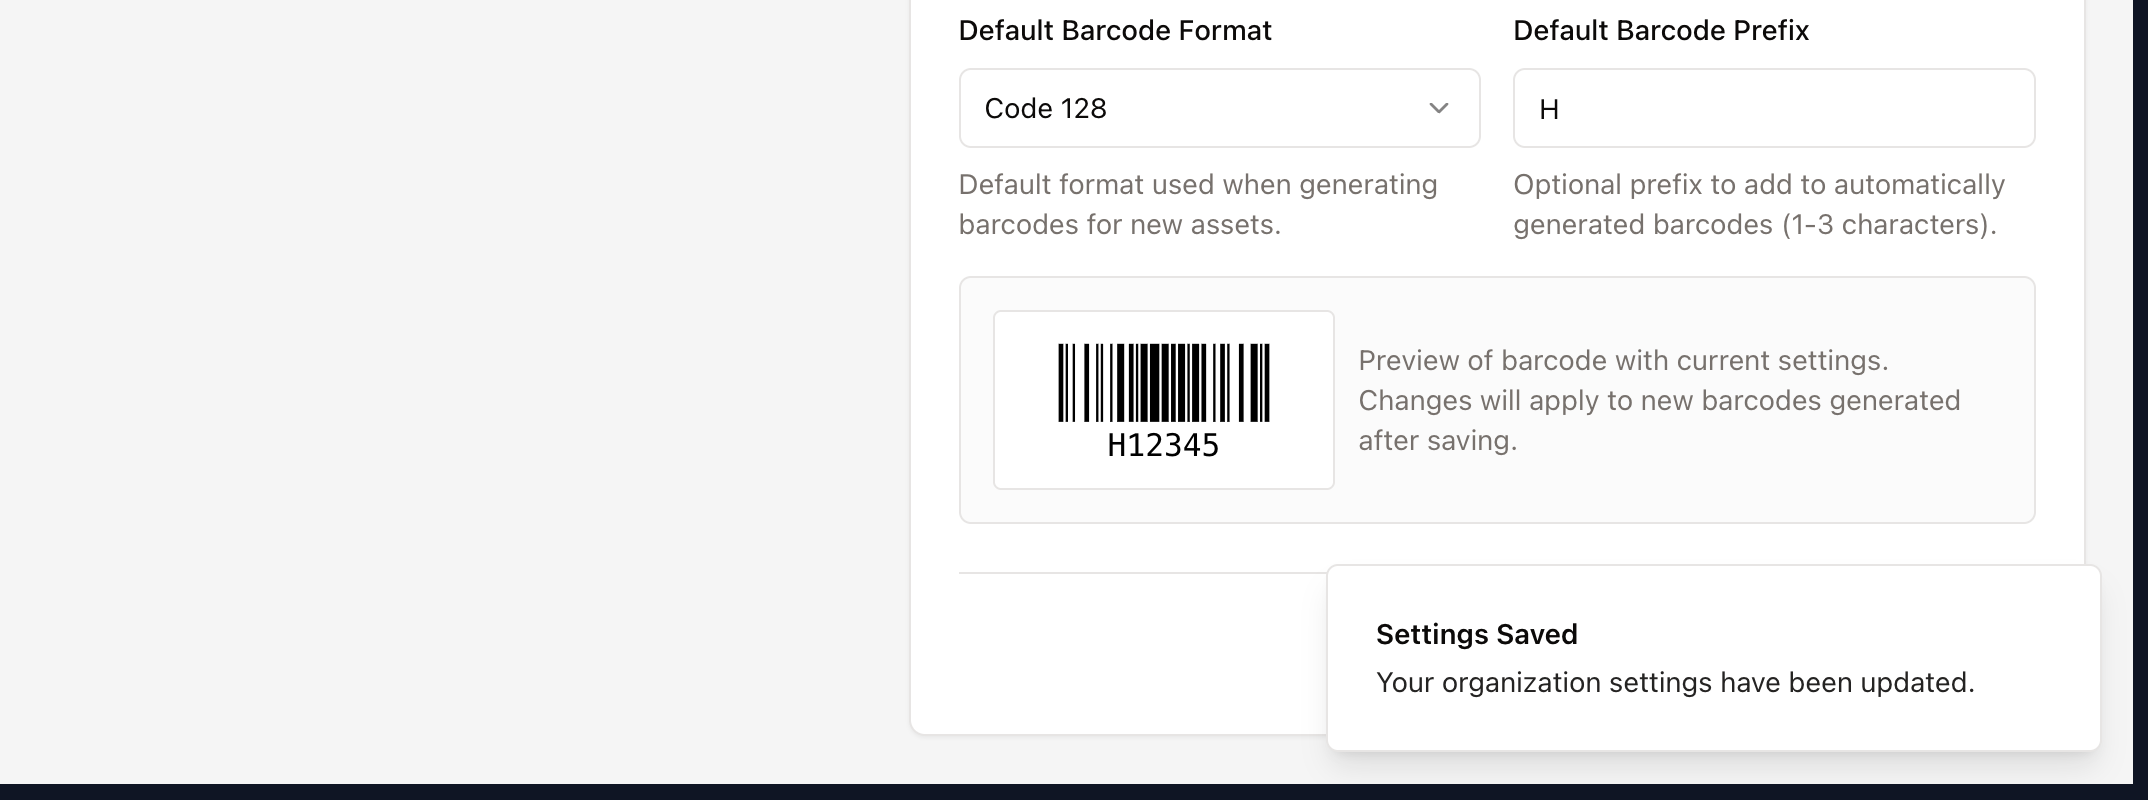 Default Barcode Format
Default Barcode Prefix
Code 128
H
Default format used when generating
barcodes for new assets.
Optional prefix to add to automatically
generated barcodes (1-3 characters).
H12345
Preview of barcode with current settings.
Changes will apply to new barcodes generated
after saving.
Settings Saved
Your organization settings have been updated.